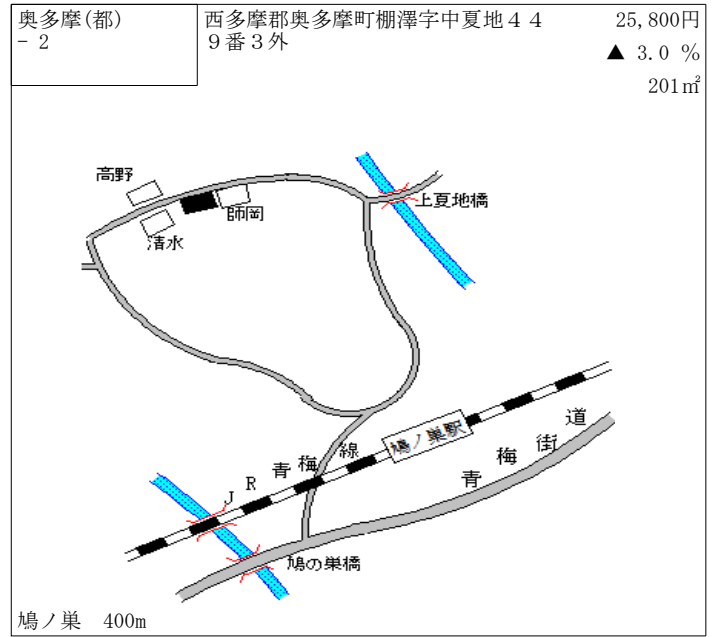 奥多摩(都)
- 2
西多摩郡奥多摩町棚澤字中夏地４４
９番３外
25,800円
▲ 3.0 %
201㎡
高野
師岡
清水
上夏地橋
鳩ノ巣駅
JR青梅線
青梅街道
鳩の巣橋
鳩ノ巣 400m